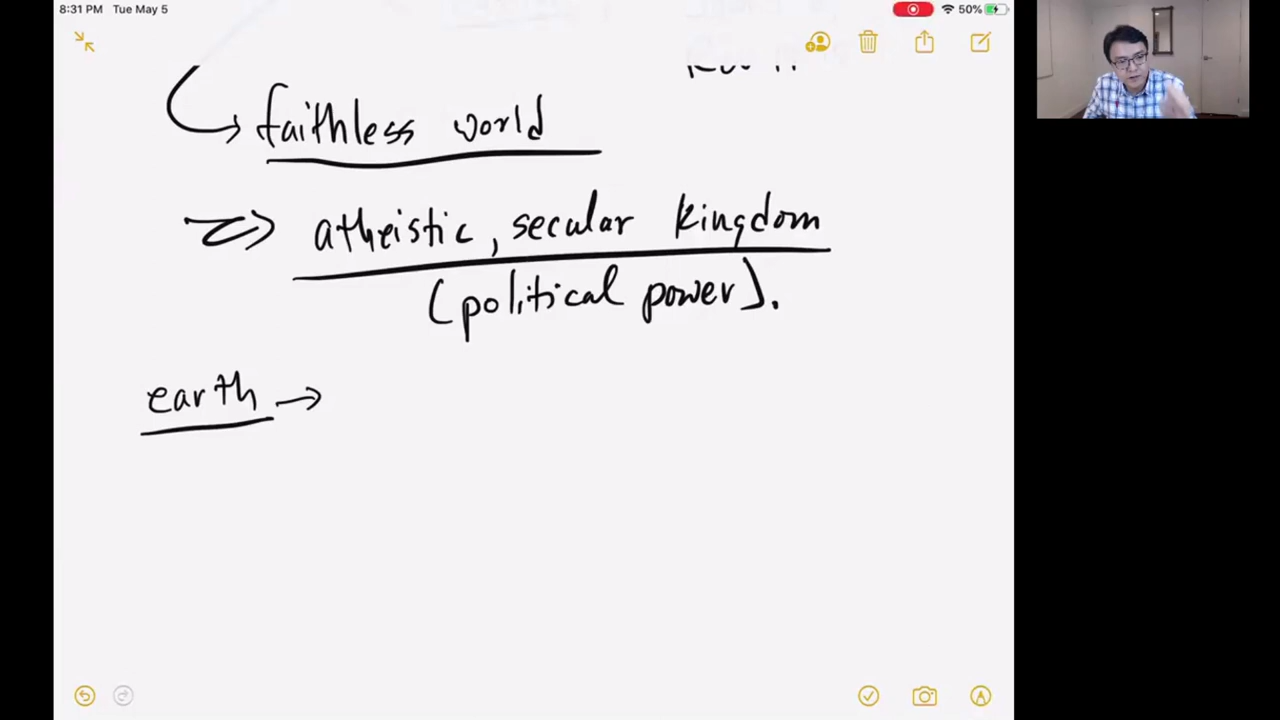 8:31 PM Tue May 5
50%
faithless world
atheistic, secular kingdom
(political power).
earth →